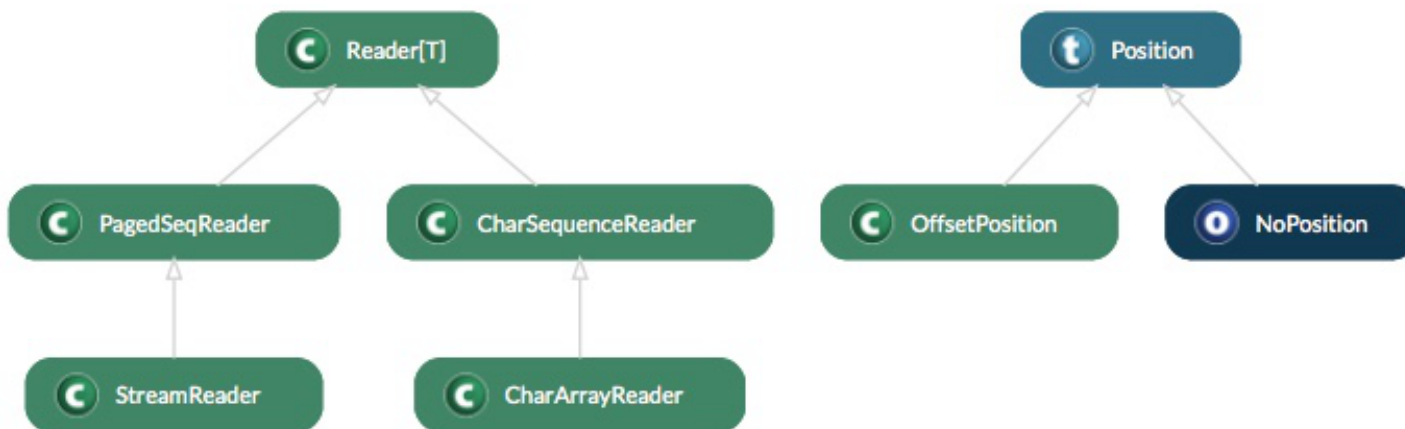 C Reader[T]
t Position
C PagedSeqReader
C CharSequenceReader
C OffsetPosition
O NoPosition
C StreamReader
C CharArrayReader